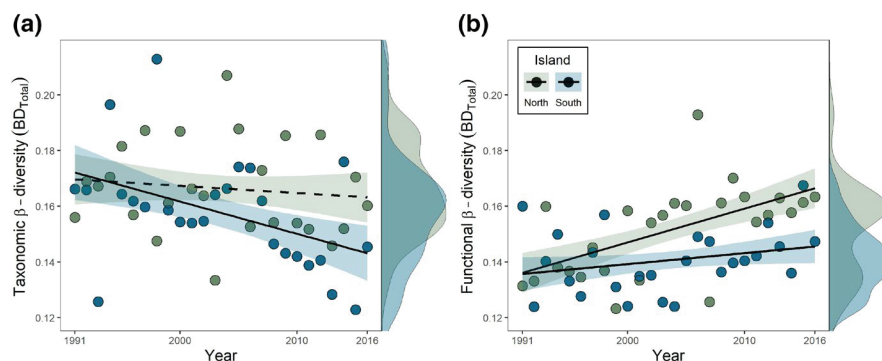 (a)
Taxonomic β - diversity (BDTotal)
0.20
0.18
0.16
0.14
0.12
1991
2000
2010
2016
Year
(b)
Functional β - diversity (BDTotal)
0.20
0.18
0.16
0.14
0.12
Island
North
South
1991
2000
2010
2016
Year